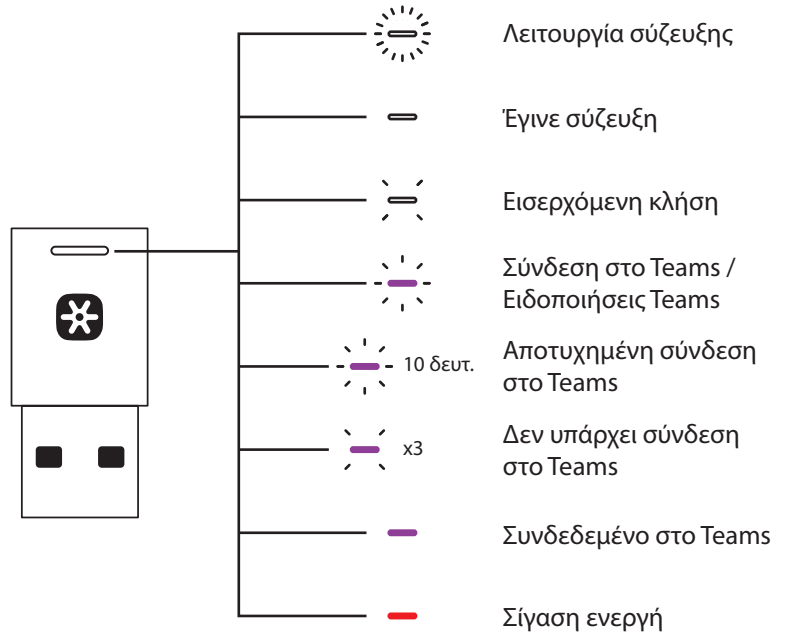 Λειτουργία σύζευξης
Έγινε σύζευξη
Εισερχόμενη κλήση
Σύνδεση στο Teams /
Ειδοποιήσεις Teams
10 δευτ.
Αποτυχημένη σύνδεση
στο Teams
x3
Δεν υπάρχει σύνδεση
στο Teams
Συνδεδεμένο στο Teams
Σίγαση ενεργή